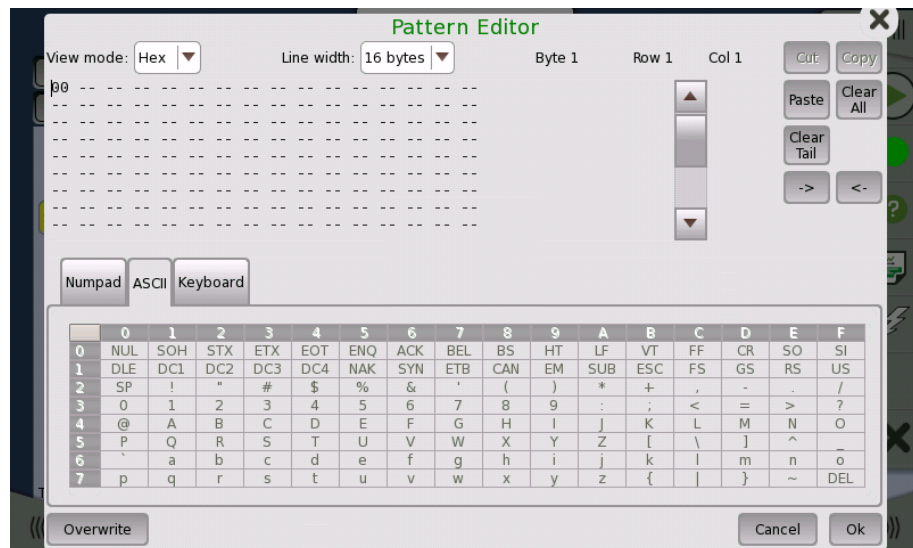 Pattern Editor
View mode: Hex Line width: 16 bytes Byte 1 Row 1 Col 1 Cut Copy
00 -- -- -- -- -- -- -- -- -- -- -- -- -- -- --
-- -- -- -- -- -- -- -- -- -- -- -- -- -- -- --
-- -- -- -- -- -- -- -- -- -- -- -- -- -- -- --
-- -- -- -- -- -- -- -- -- -- -- -- -- -- -- --
-- -- -- -- -- -- -- -- -- -- -- -- -- -- -- --
-- -- -- -- -- -- -- -- -- -- -- -- -- -- -- --
-- -- -- -- -- -- -- -- -- -- -- -- -- -- -- --
-- -- -- -- -- -- -- -- -- -- -- -- -- -- -- --
-- -- -- -- -- -- -- -- -- -- -- -- -- -- -- --
Paste Clear All
Clear Tail
-> <-
Numpad ASCII Keyboard
0 1 2 3 4 5 6 7 8 9 A B C D E F
0 NUL SOH STX ETX EOT ENQ ACK BEL BS HT LF VT FF CR SO SI
1 DLE DC1 DC2 DC3 DC4 NAK SYN ETB CAN EM SUB ESC FS GS RS US
2 SP ! " # $ % & ' ( ) * + , - . /
3 0 1 2 3 4 5 6 7 8 9 : ; < = > ?
4 @ A B C D E F G H I J K L M N O
5 P Q R S T U V W X Y Z [ \ ] ^ _
6 ` a b c d e f g h i j k l m n o
7 p q r s t u v w x y z { | } ~ DEL
Overwrite Cancel Ok